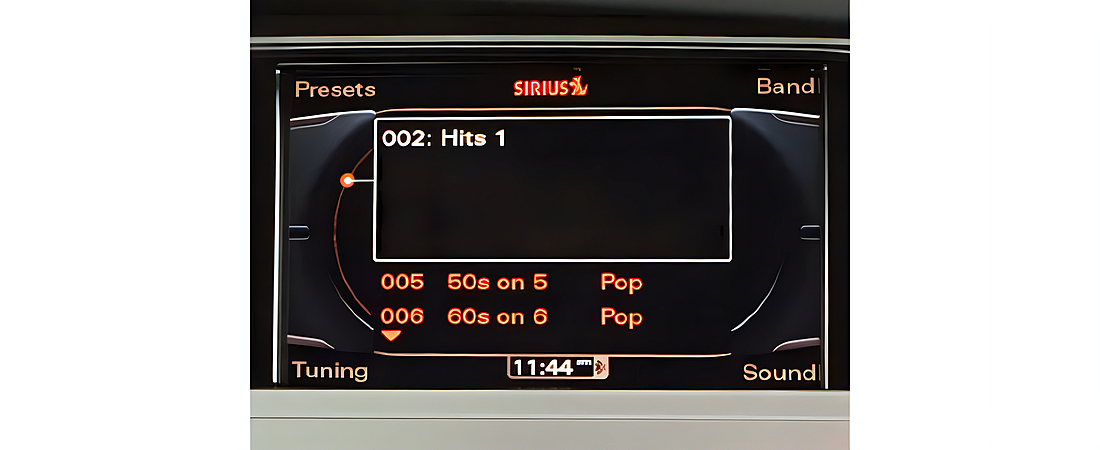 Presets SIRIUS Band
002: Hits 1
005 50s on 5 Pop
006 60s on 6 Pop
Tuning 11:44 Sound